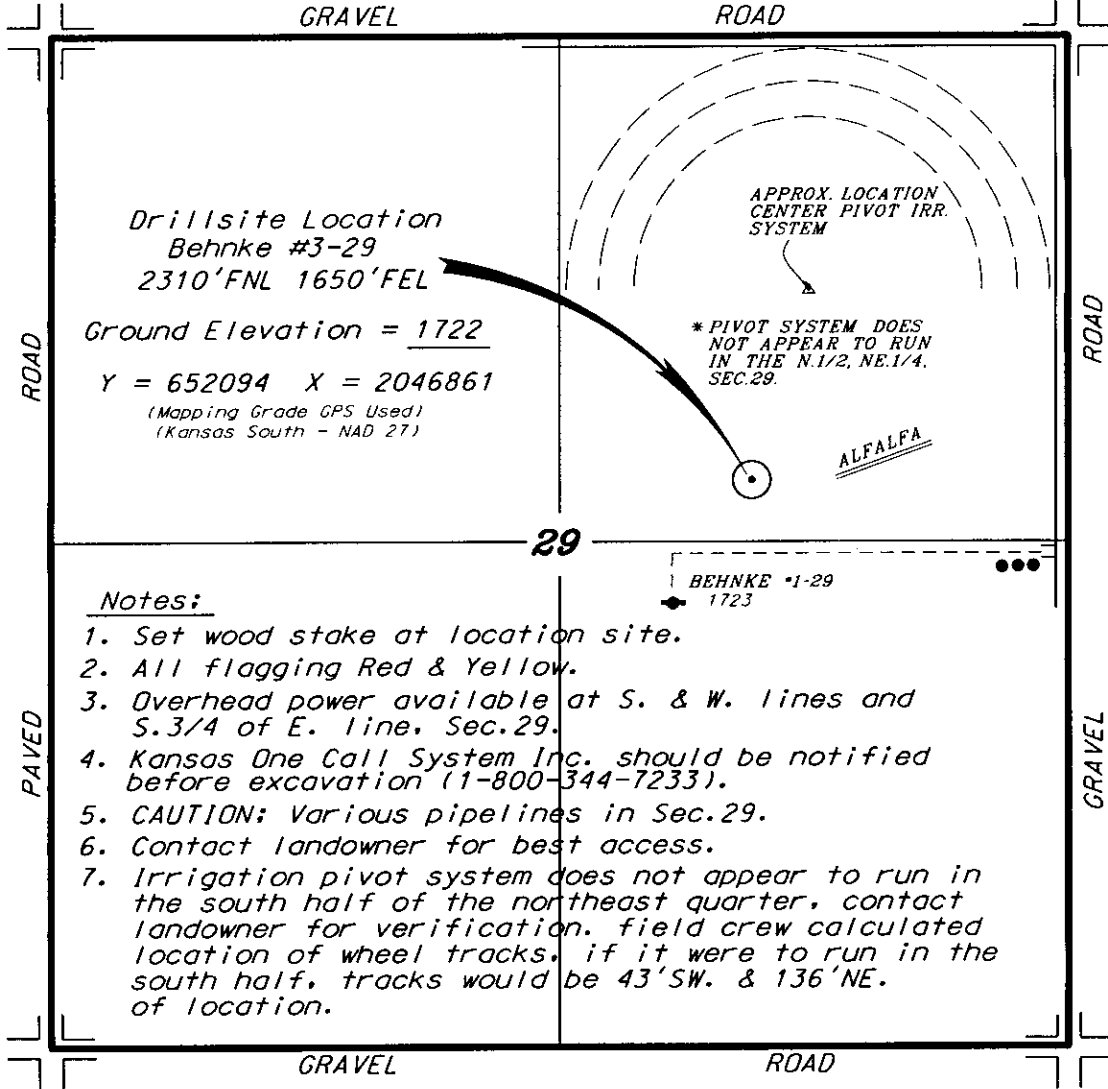 GRAVEL ROAD
Drillsite Location
Behnke #3-29
2310'FNL 1650'FEL
Ground Elevation = 1722
Y = 652094 X = 2046861
(Mapping Grade GPS Used)
(Kansas South - NAD 27)
APPROX. LOCATION
CENTER PIVOT IRR.
SYSTEM
* PIVOT SYSTEM DOES
NOT APPEAR TO RUN
IN THE N.1/2, NE.1/4,
SEC.29.
ALFALFA
ROAD
ROAD
29
BEHNKE #1-29
1723
Notes:
1. Set wood stake at location site.
2. All flagging Red & Yellow.
3. Overhead power available at S. & W. lines and
S.3/4 of E. line, Sec.29.
4. Kansas One Call System Inc. should be notified
before excavation (1-800-344-7233).
5. CAUTION: Various pipelines in Sec.29.
6. Contact landowner for best access.
7. Irrigation pivot system does not appear to run in
the south half of the northeast quarter, contact
landowner for verification. field crew calculated
location of wheel tracks, if it were to run in the
south half, tracks would be 43'SW. & 136'NE.
of location.
PAVED
GRAVEL
GRAVEL ROAD